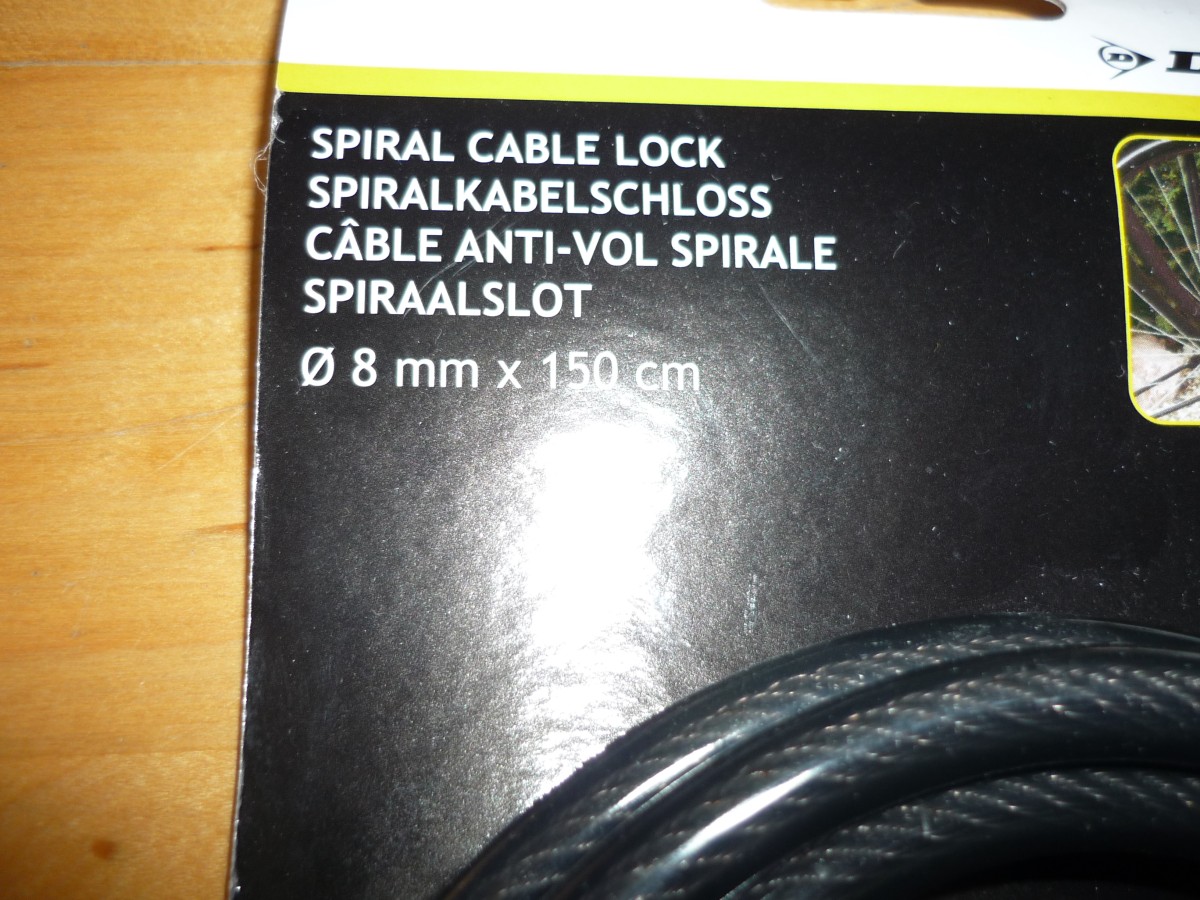 SPIRAL CABLE LOCK
SPIRALKABELSCHLOSS
CÂBLE ANTI-VOL SPIRALE
SPIRAALSLOT
Ø 8 mm x 150 cm